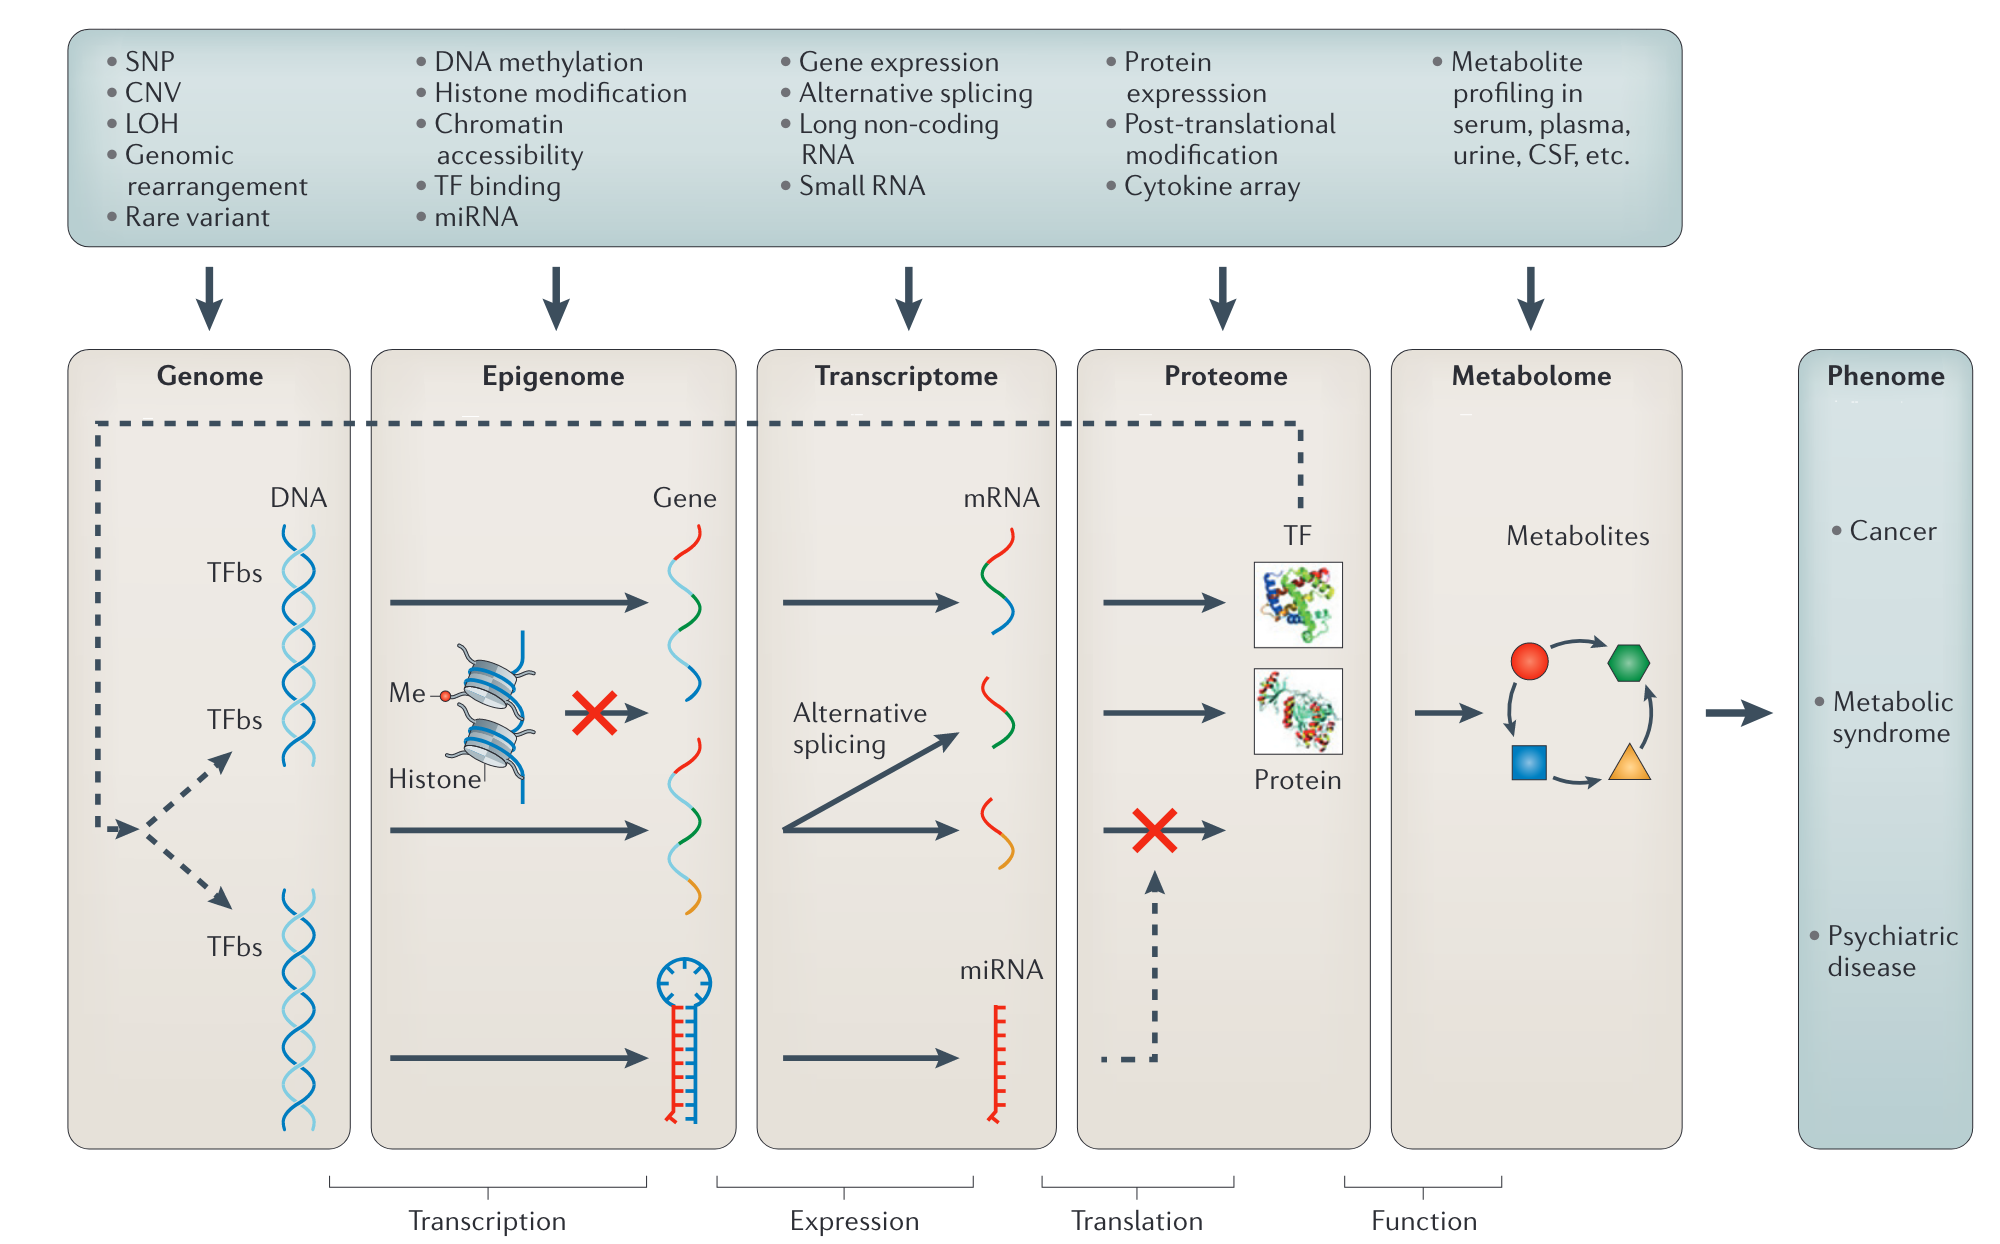 • SNP
• CNV
• LOH
• Genomic
rearrangement
• Rare variant
• DNA methylation
• Histone modification
• Chromatin
accessibility
• TF binding
• miRNA
• Gene expression
• Alternative splicing
• Long non-coding
RNA
• Small RNA
• Protein
expresssion
• Post-translational
modification
• Cytokine array
• Metabolite
profiling in
serum, plasma,
urine, CSF, etc.
Genome
DNA
TFbs
TFbs
TFbs
Epigenome
Gene
Me
Histone
Transcriptome
mRNA
Alternative
splicing
miRNA
Proteome
TF
Protein
Metabolome
Metabolites
Phenome
• Cancer
• Metabolic
syndrome
• Psychiatric
disease
Transcription
Expression
Translation
Function